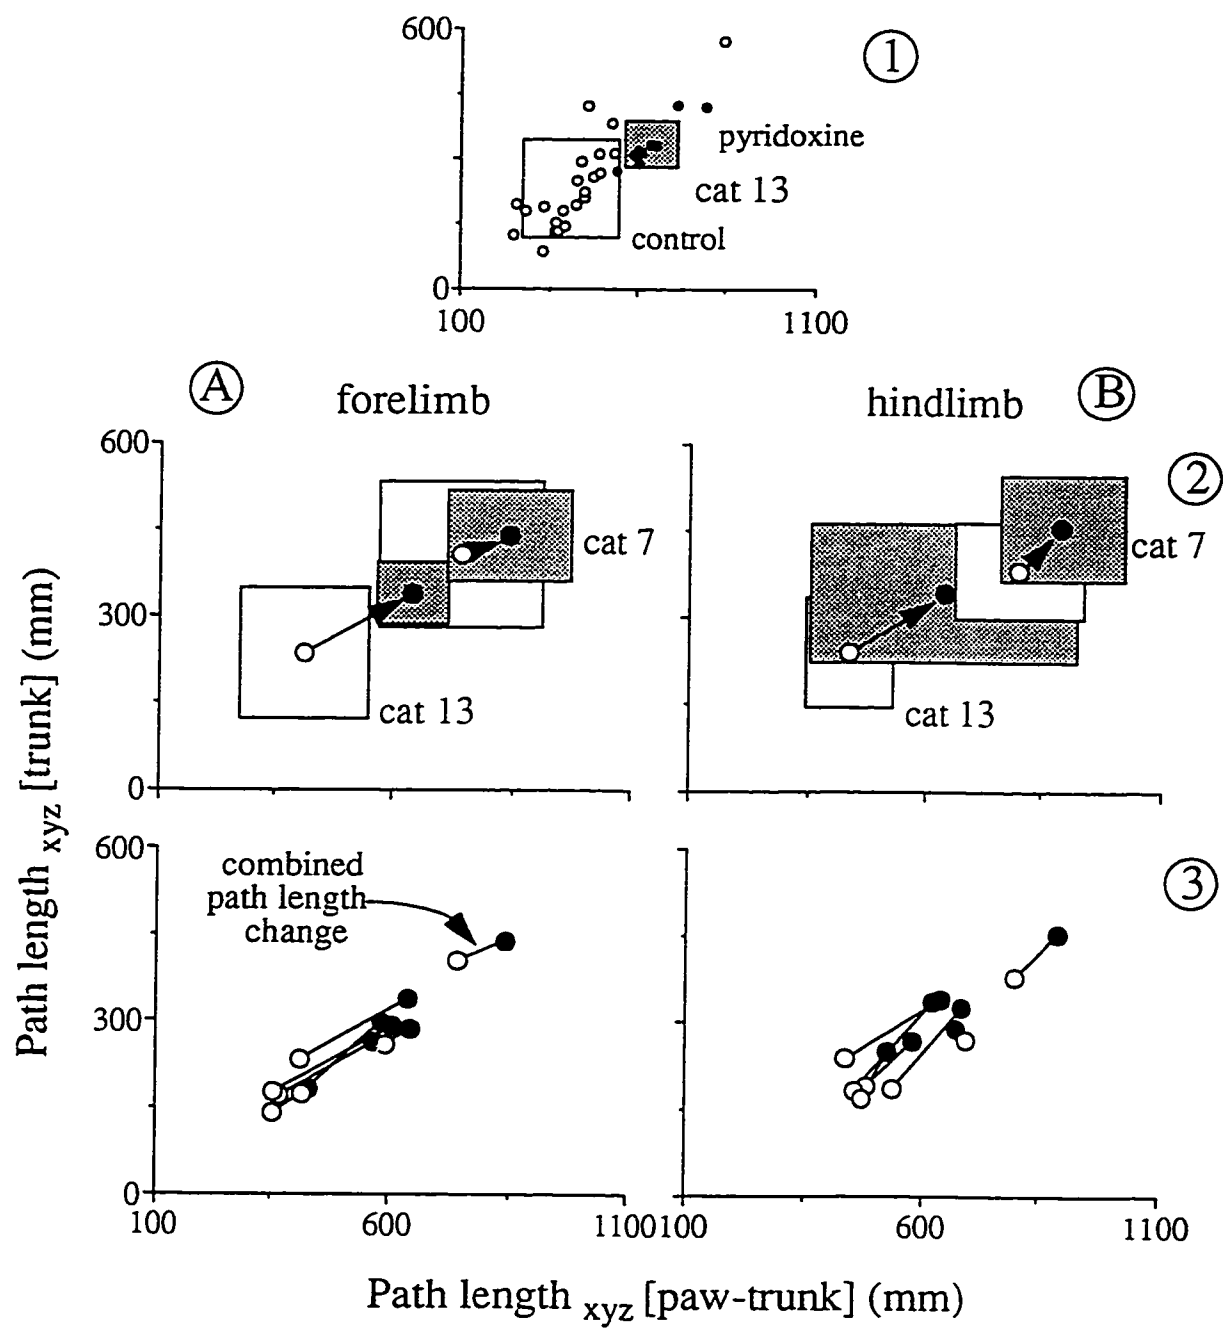 600
1
pyridoxine
cat 13
control
0
100
1100
A
forelimb
hindlimb
B
600
2
cat 7
cat 7
300
cat 13
cat 13
0
600
combined
path length
change
3
300
0
100
600
1100
100
600
1100
Path length xyz [trunk] (mm)
Path length xyz [paw-trunk] (mm)